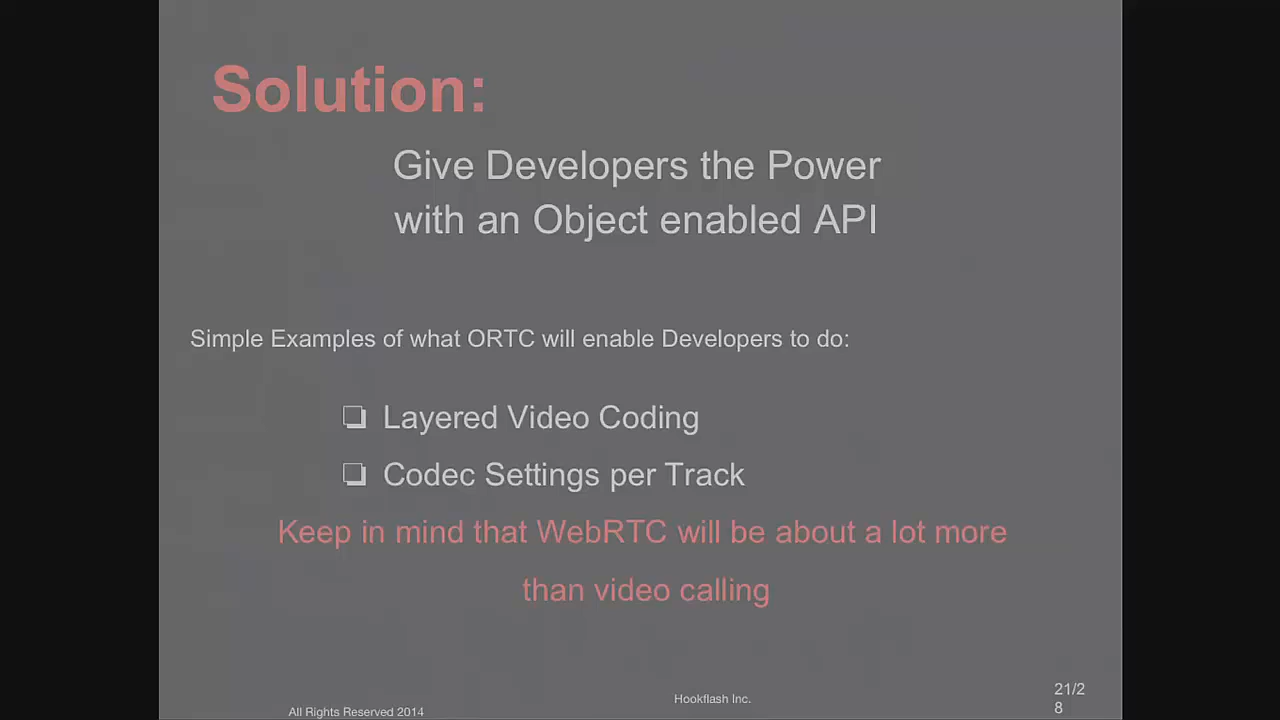 Solution:
Give Developers the Power
with an Object enabled API
Simple Examples of what ORTC will enable Developers to do:
❏ Layered Video Coding
❏ Codec Settings per Track
Keep in mind that WebRTC will be about a lot more
than video calling
Hookflash Inc.
All Rights Reserved 2014
21/2
8